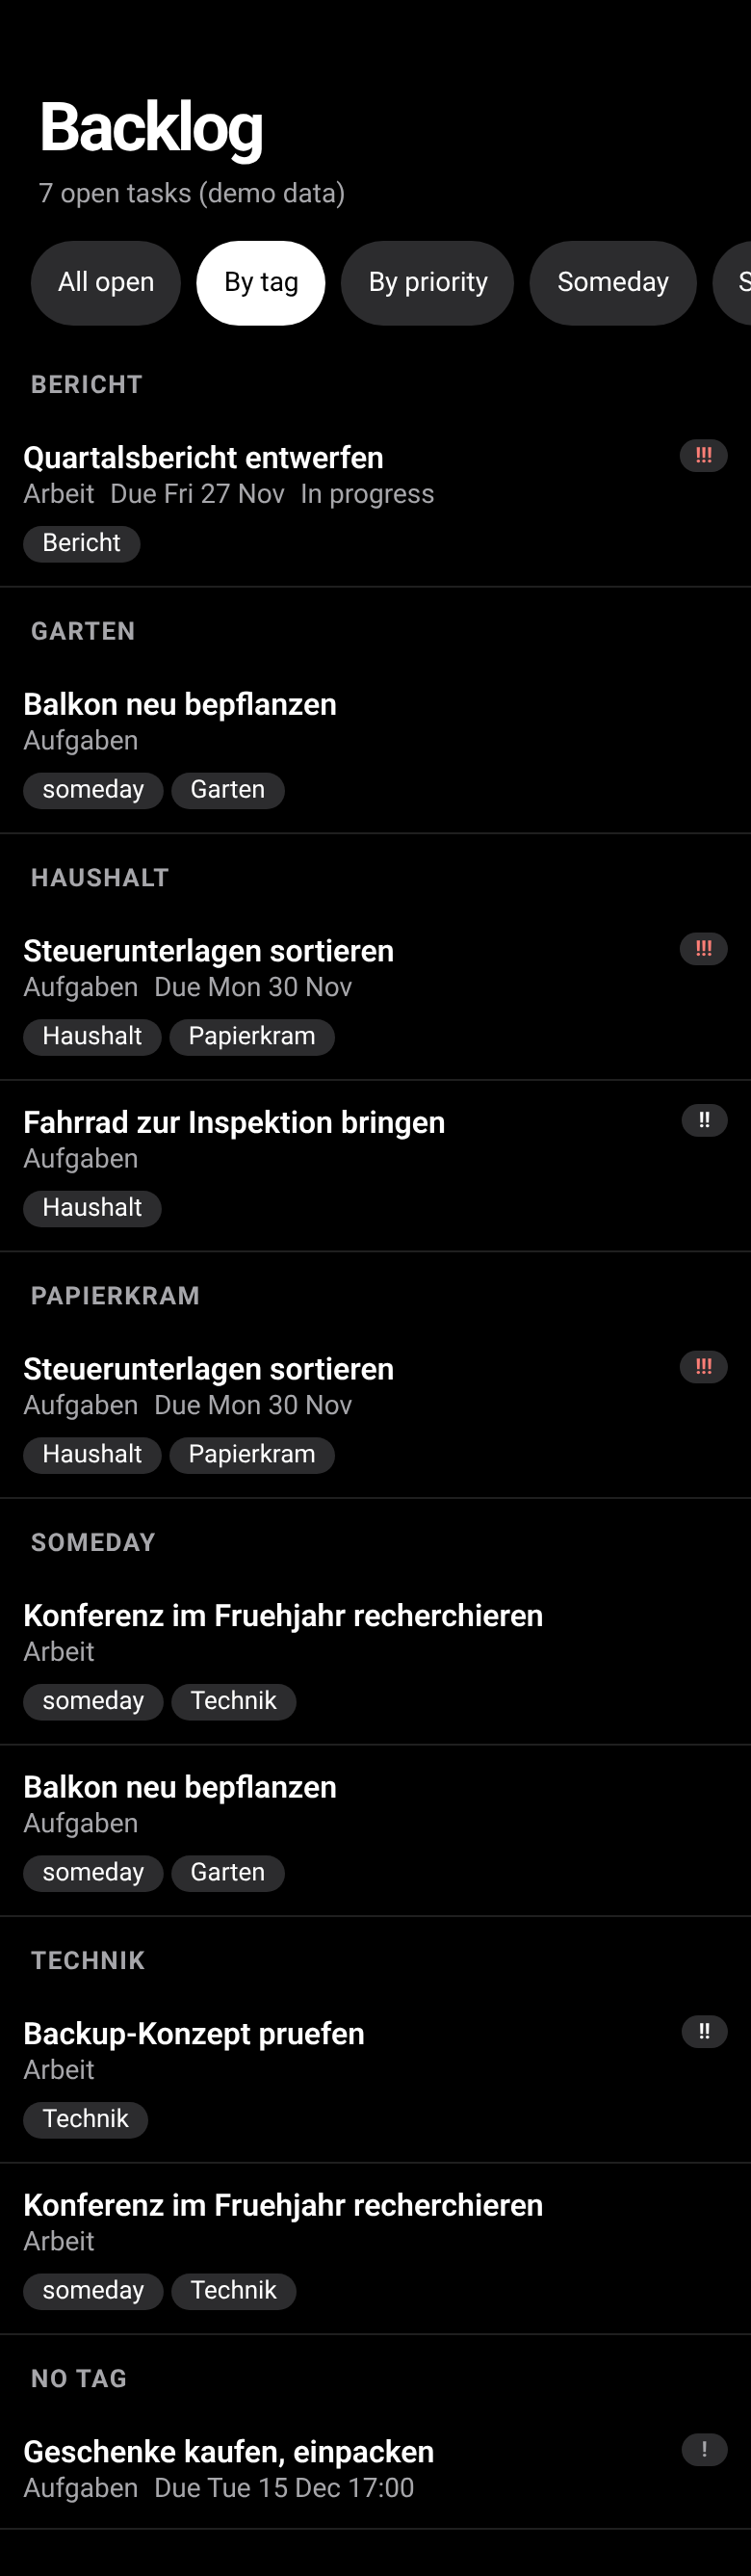 Backlog
7 open tasks (demo data)
All open By tag By priority Someday S
BERICHT
Quartalsbericht entwerfen !!!
Arbeit Due Fri 27 Nov In progress
Bericht
GARTEN
Balkon neu bepflanzen
Aufgaben
someday Garten
HAUSHALT
Steuerunterlagen sortieren !!!
Aufgaben Due Mon 30 Nov
Haushalt Papierkram
Fahrrad zur Inspektion bringen !!
Aufgaben
Haushalt
PAPIERKRAM
Steuerunterlagen sortieren !!!
Aufgaben Due Mon 30 Nov
Haushalt Papierkram
SOMEDAY
Konferenz im Fruehjahr recherchieren
Arbeit
someday Technik
Balkon neu bepflanzen
Aufgaben
someday Garten
TECHNIK
Backup-Konzept pruefen !!
Arbeit
Technik
Konferenz im Fruehjahr recherchieren
Arbeit
someday Technik
NO TAG
Geschenke kaufen, einpacken !
Aufgaben Due Tue 15 Dec 17:00